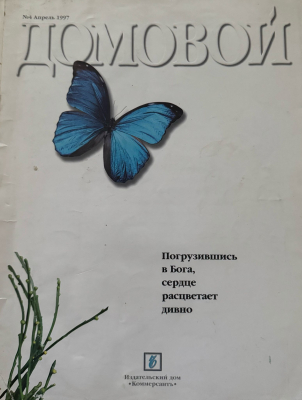 №4 Апрель 1997
ДОМОВОЙ
Погрузившись
в Бога,
сердце
расцветает
дивно
Издательский дом
«Коммерсантъ»